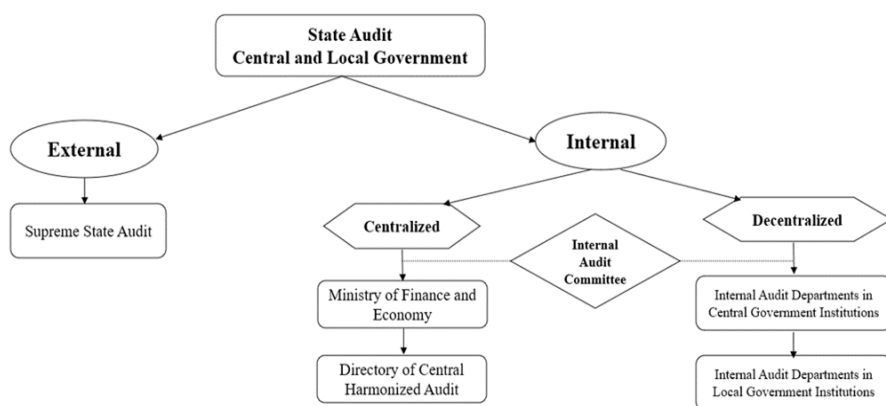 State Audit
Central and Local Government
External
Internal
Supreme State Audit
Centralized
Decentralized
Internal
Audit
Committee
Ministry of Finance and
Economy
Internal Audit Departments in
Central Government Institutions
Directory of Central
Harmonized Audit
Internal Audit Departments in
Local Government Institutions